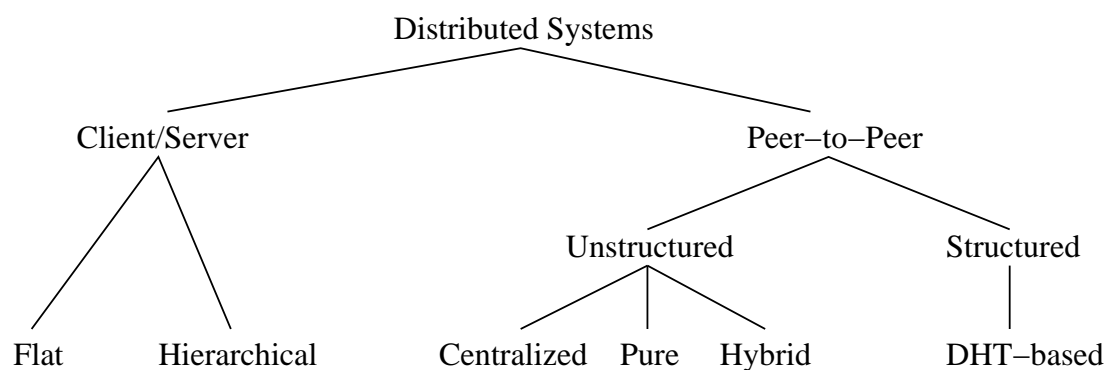 Distributed Systems
Client/Server Peer−to−Peer
Unstructured Structured
Flat Hierarchical Centralized Pure Hybrid DHT−based